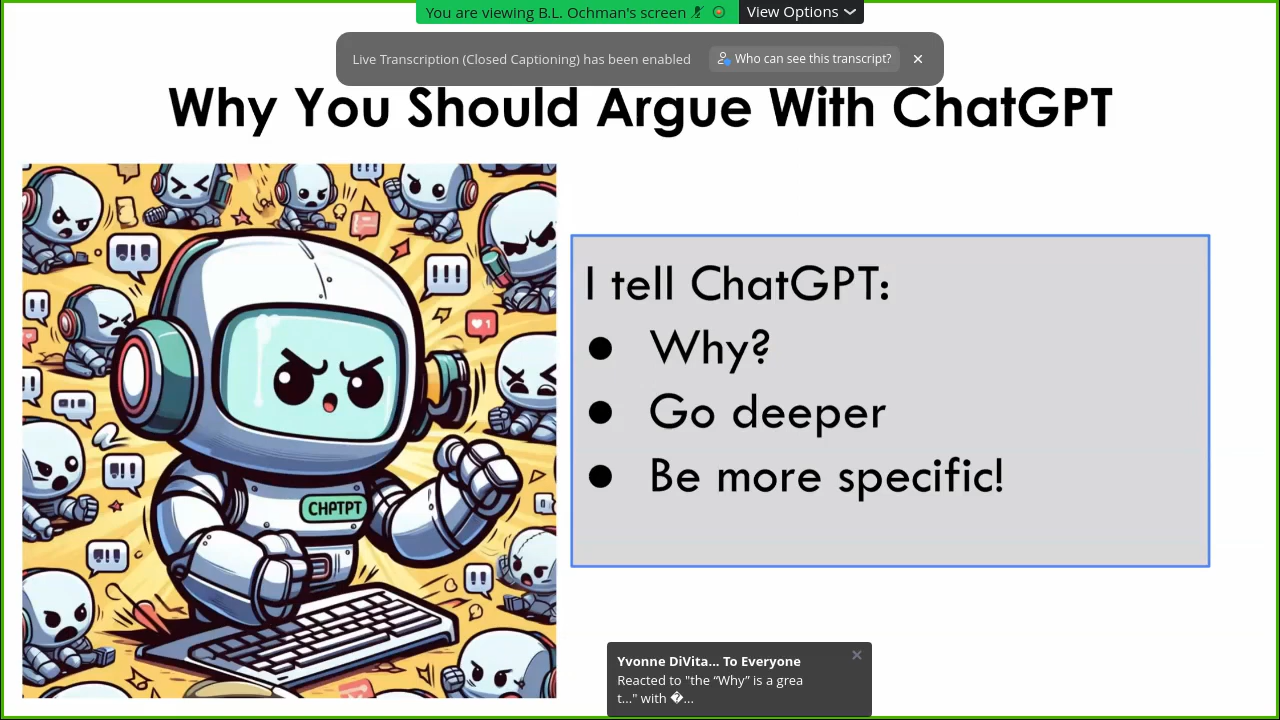 You are viewing B.L. Ochman's screen
View Options
Live Transcription (Closed Captioning) has been enabled
Who can see this transcript?
Why You Should Argue With ChatGPT
I tell ChatGPT:
● Why?
● Go deeper
● Be more specific!
!!!
1
CHATPT
Yvonne DiVita... To Everyone
Reacted to "the “Why” is a grea
t..." with �...